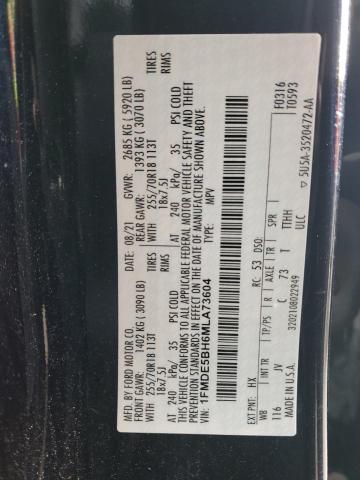 MFD BY FORD MOTOR CO.
DATE: 08/21 GVWR: 2685 KG ( 5920 LB)
FRONT GAWR: REAR GAWR:
1402 KG ( 3090 LB) 1393 KG ( 3070 LB)
WITH 255/70R18 113T TIRES WITH 255/70R18 113T TIRES
18x7.5J RIMS 18x7.5J RIMS
AT 240 kPa/ 35 PSI COLD AT 240 kPa/ 35 PSI COLD
THIS VEHICLE CONFORMS TO ALL APPLICABLE FEDERAL MOTOR VEHICLE SAFETY AND THEFT
PREVENTION STANDARDS IN EFFECT ON THE DATE OF MANUFACTURE SHOWN ABOVE.
VIN: 1FMDE5BH6MLA73604
TYPE: MPV
F0316
T0593
EXT PNT: HX RC: 53 DSO:
WB INT TR TP/PS R AXLE TR SPR
116 JV C 73 T TTHH
ULC
MADE IN U.S.A. 3202108022949
▽ 5U5A-3520472-AA